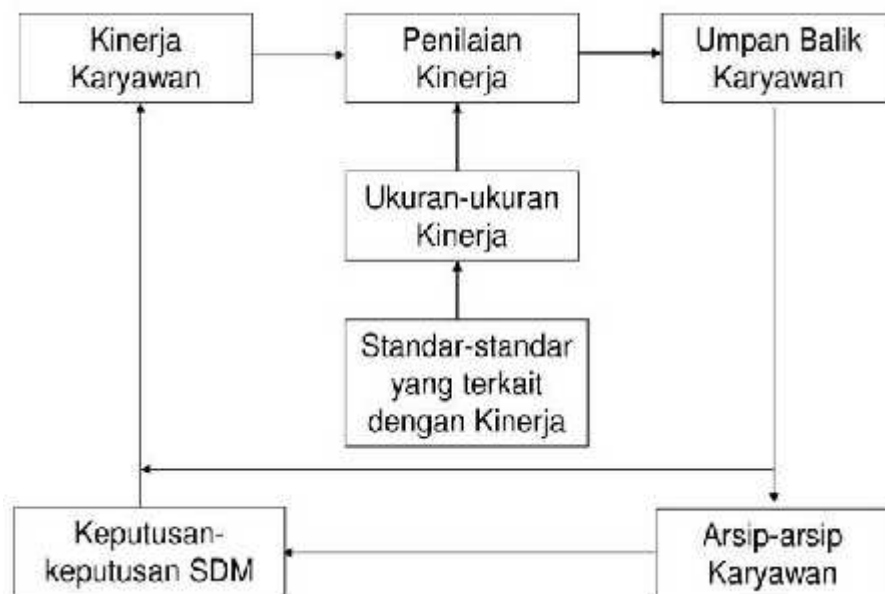 Kinerja
Karyawan
Penilaian
Kinerja
Umpan Balik
Karyawan
Ukuran-ukuran
Kinerja
Standar-standar
yang terkait
dengan Kinerja
Keputusan-
keputusan SDM
Arsip-arsip
Karyawan